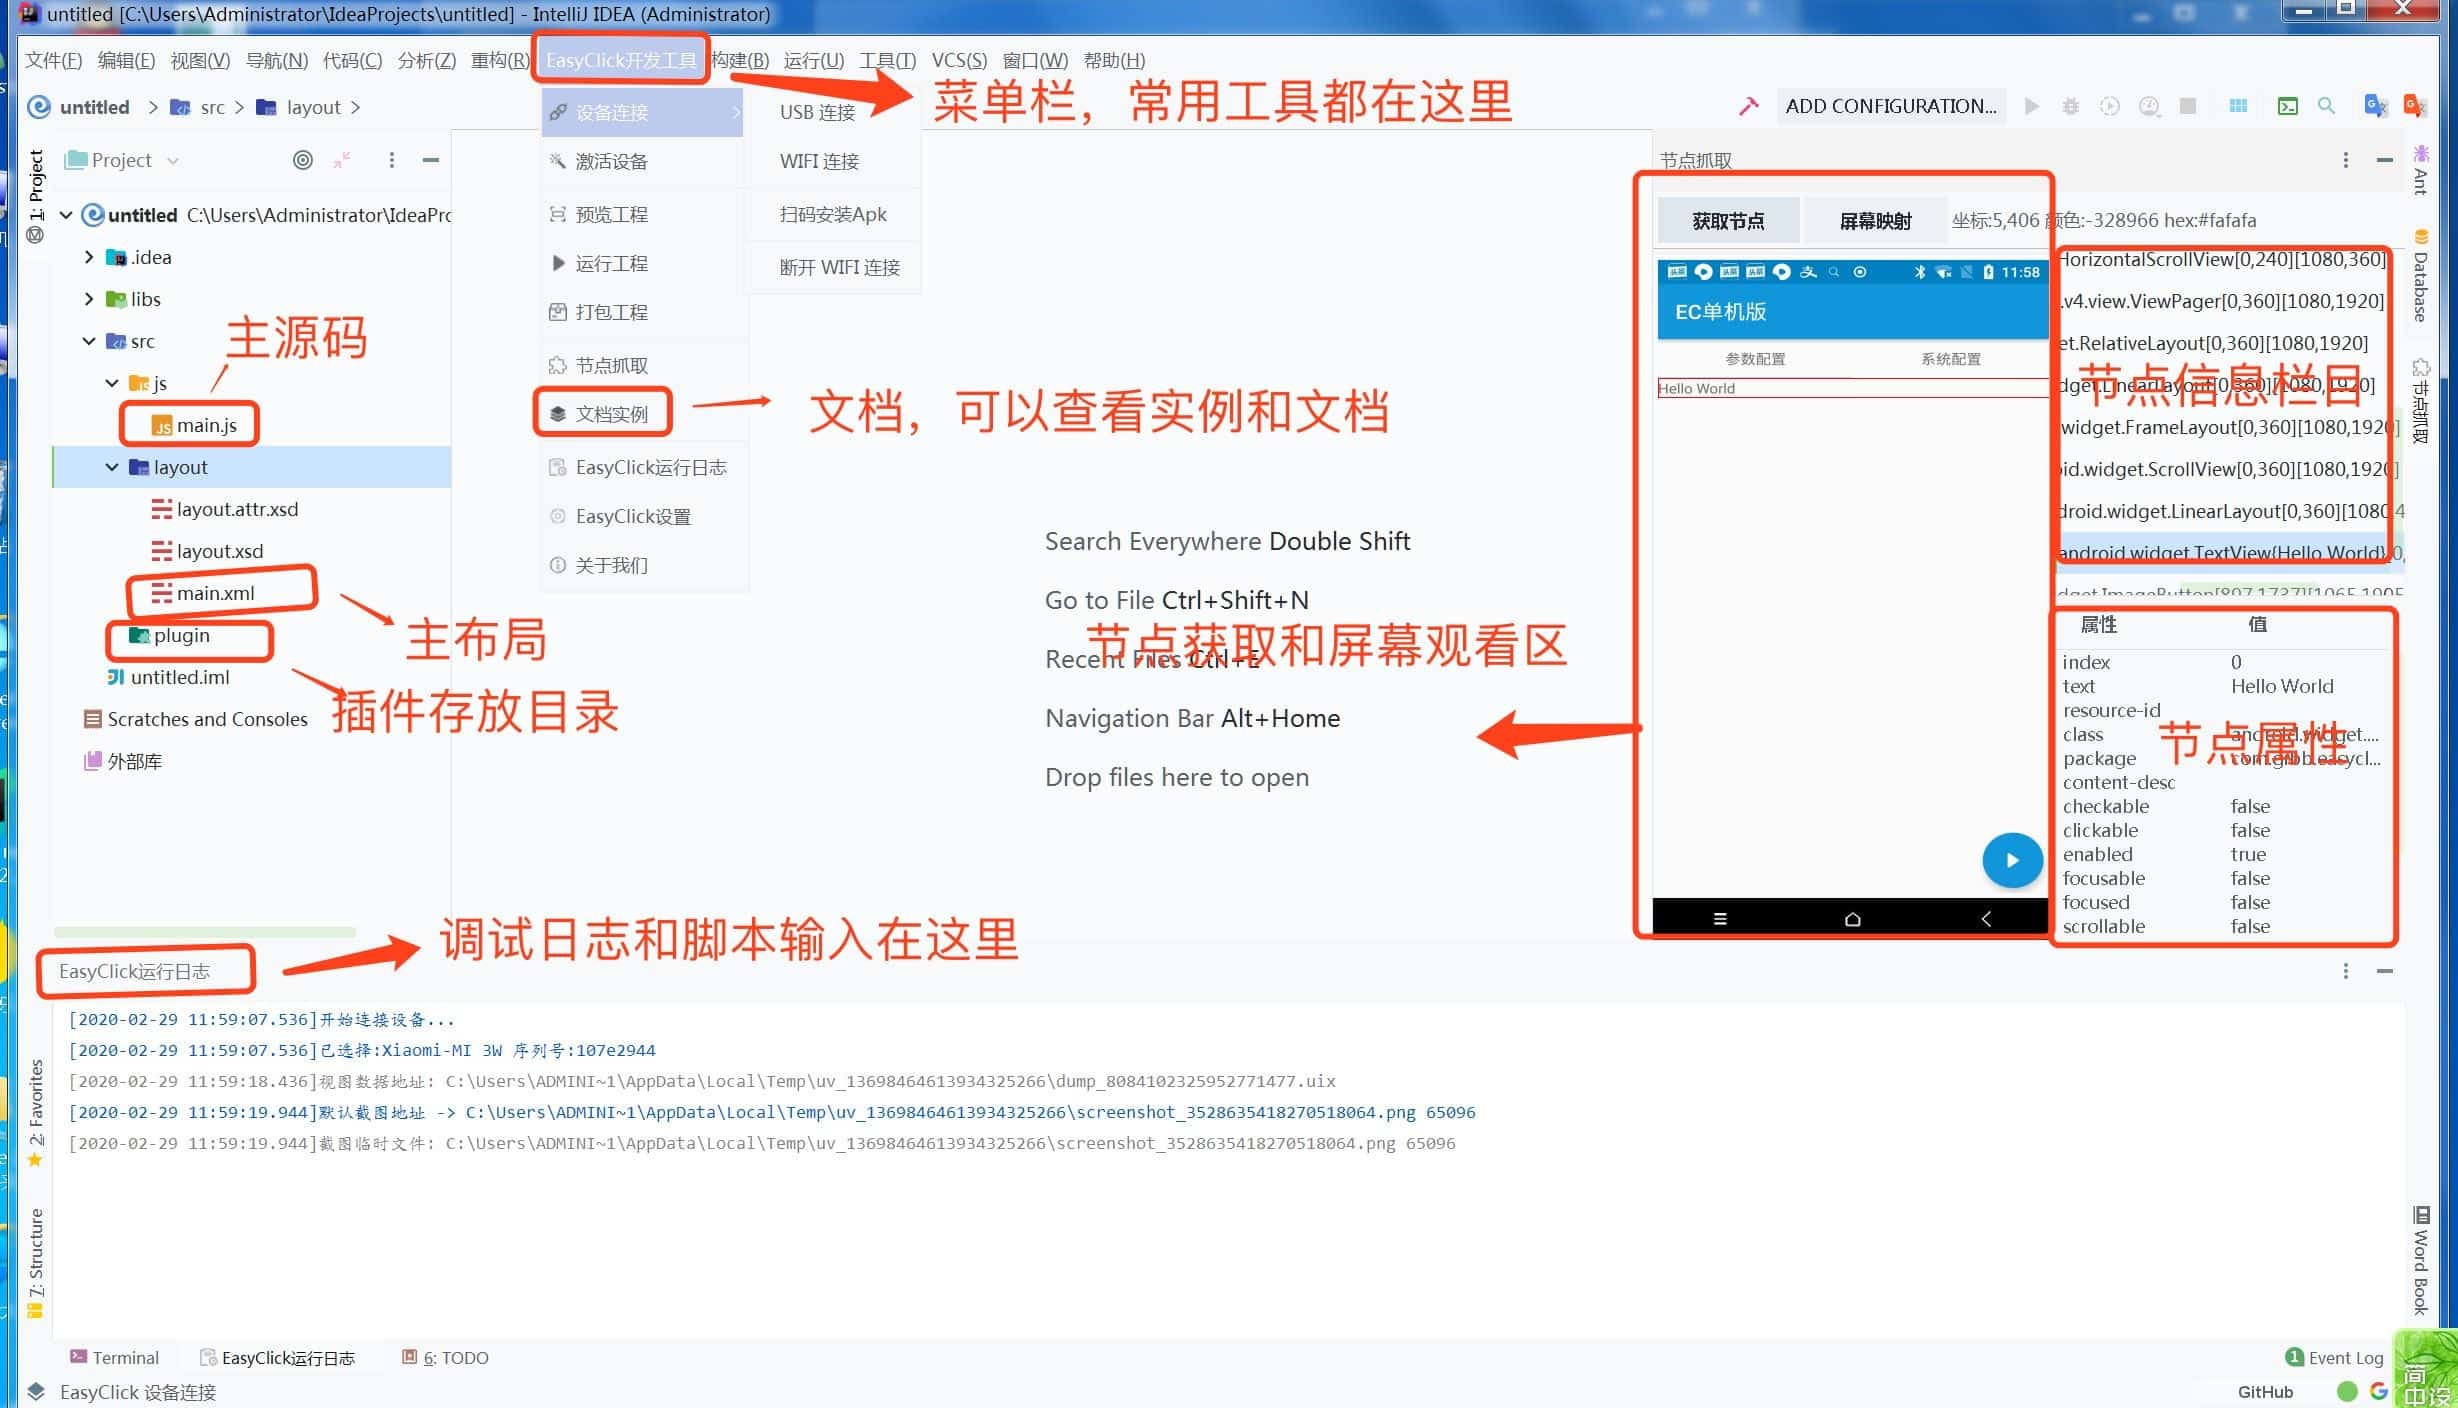 untitled [C:\Users\Administrator\IdeaProjects\untitled] - IntelliJ IDEA (Administrator)
文件(F) 编辑(E) 视图(V) 导航(N) 代码(C) 分析(Z) 重构(R) EasyClick开发工具 构建(B) 运行(U) 工具(T) VCS(S) 窗口(W) 帮助(H)
untitled src layout
ADD CONFIGURATION...
菜单栏，常用工具都在这里
设备连接
激活设备
预览工程
运行工程
打包工程
节点抓取
文档实例
EasyClick运行日志
EasyClick设置
关于我们
USB 连接
WIFI 连接
扫码安装Apk
断开 WIFI 连接
文档，可以查看实例和文档
1: Project
Project
untitled C:\Users\Administrator\IdeaPro
.idea
libs
src
主源码
js
main.js
layout
layout.attr.xsd
layout.xsd
main.xml
主布局
plugin
插件存放目录
untitled.iml
Scratches and Consoles
外部库
Search Everywhere Double Shift
Go to File Ctrl+Shift+N
Recent Files Ctrl+E
节点获取和屏幕观看区
Navigation Bar Alt+Home
Drop files here to open
节点抓取
获取节点 屏幕映射 坐标:5,406 颜色:-328966 hex:#fafafa
11:58
EC单机版
参数配置 系统配置
Hello World
HorizontalScrollView[0,240][1080,360]
.v4.view.ViewPager[0,360][1080,1920]
et.RelativeLayout[0,360][1080,1920]
dget.LinearLayout[0,360][1080,1920]
节点信息栏目
widget.FrameLayout[0,360][1080,1920]
oid.widget.ScrollView[0,360][1080,1920]
droid.widget.LinearLayout[0,360][1080,4
android.widget.TextView{Hello World}[0,
dget.ImageButton[897,1737][1065,1905
属性 值
index 0
text Hello World
resource-id
class android.widget....
节点属性
package
content-desc
checkable false
clickable false
enabled true
focusable false
focused false
scrollable false
Ant
Database
节点抓取
Word Book
调试日志和脚本输入在这里
EasyClick运行日志
[2020-02-29 11:59:07.536]开始连接设备...
[2020-02-29 11:59:07.536]已选择:Xiaomi-MI 3W 序列号:107e2944
[2020-02-29 11:59:18.436]视图数据地址: C:\Users\ADMINI~1\AppData\Local\Temp\uv_13698464613934325266\dump_8084102325952771477.uix
[2020-02-29 11:59:19.944]默认截图地址 -> C:\Users\ADMINI~1\AppData\Local\Temp\uv_13698464613934325266\screenshot_3528635418270518064.png 65096
[2020-02-29 11:59:19.944]截图临时文件: C:\Users\ADMINI~1\AppData\Local\Temp\uv_13698464613934325266\screenshot_3528635418270518064.png 65096
2: Favorites
7: Structure
Terminal EasyClick运行日志 6: TODO
1 Event Log
EasyClick 设备连接
GitHub
简
中设